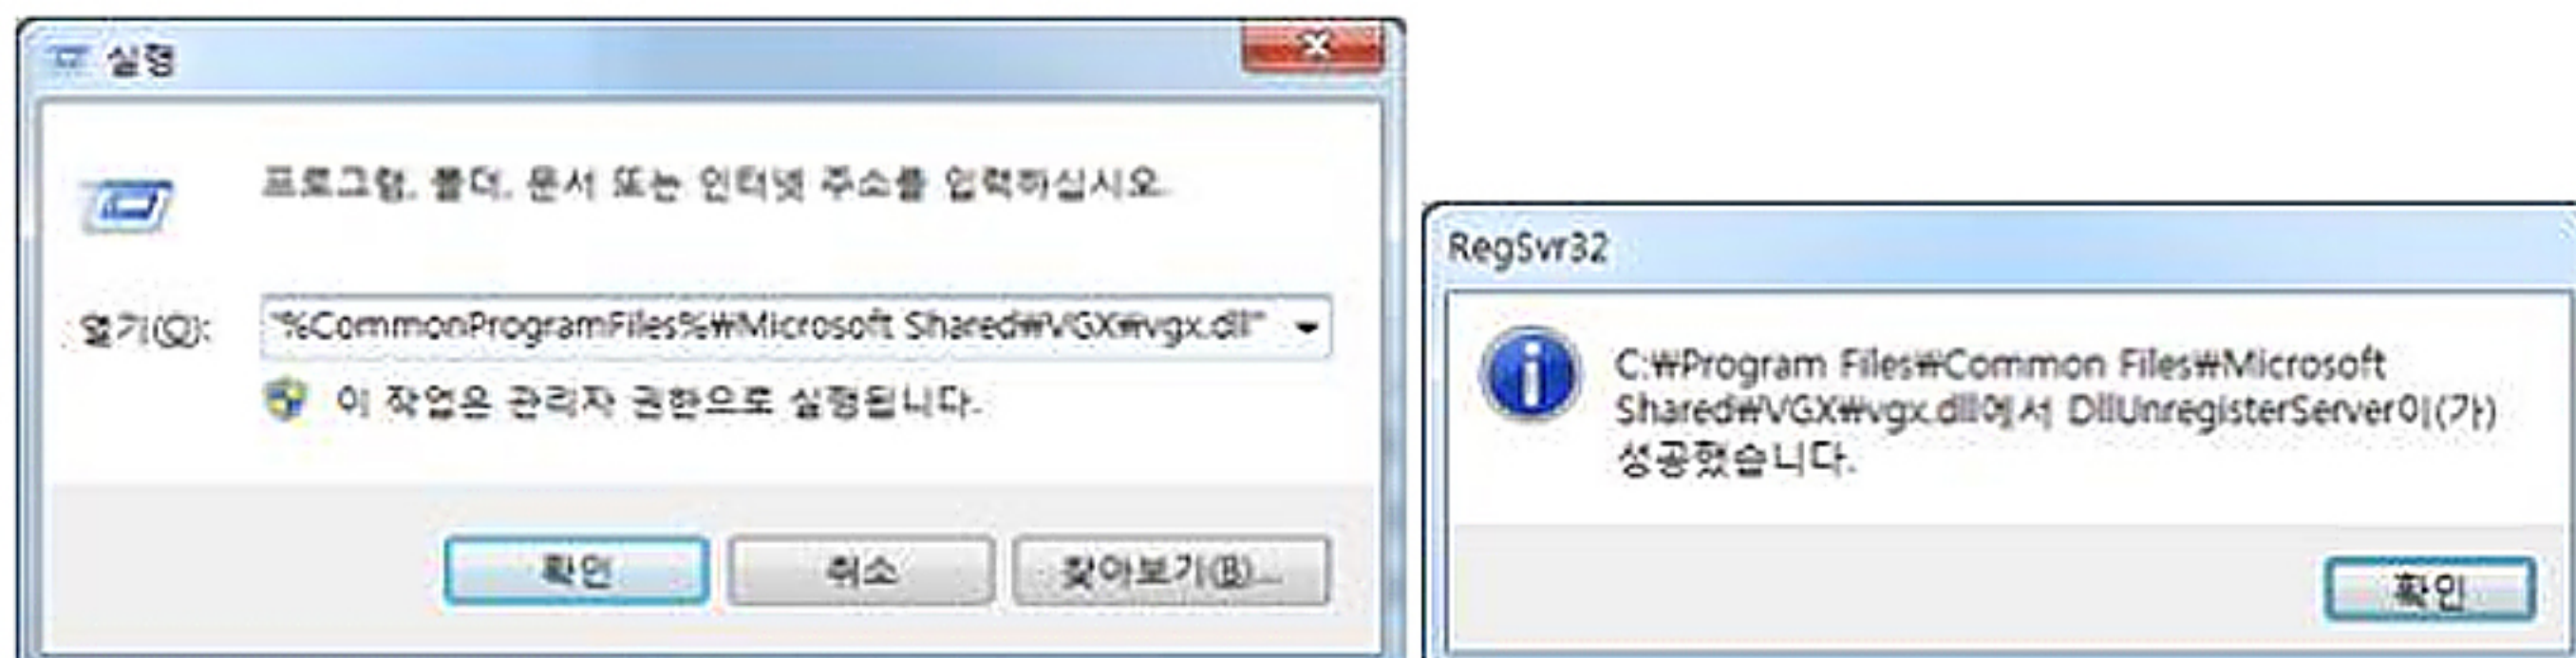 실행
프로그램, 폴더, 문서 또는 인터넷 주소를 입력하십시오.
열기(O):
"%CommonProgramFiles%₩Microsoft Shared₩VGX₩vgx.dll"
이 작업은 관리자 권한으로 실행됩니다.
확인
취소
찾아보기(B)...
RegSvr32
C:₩Program Files₩Common Files₩Microsoft
Shared₩VGX₩vgx.dll에서 DllUnregisterServer이(가)
성공했습니다.
확인